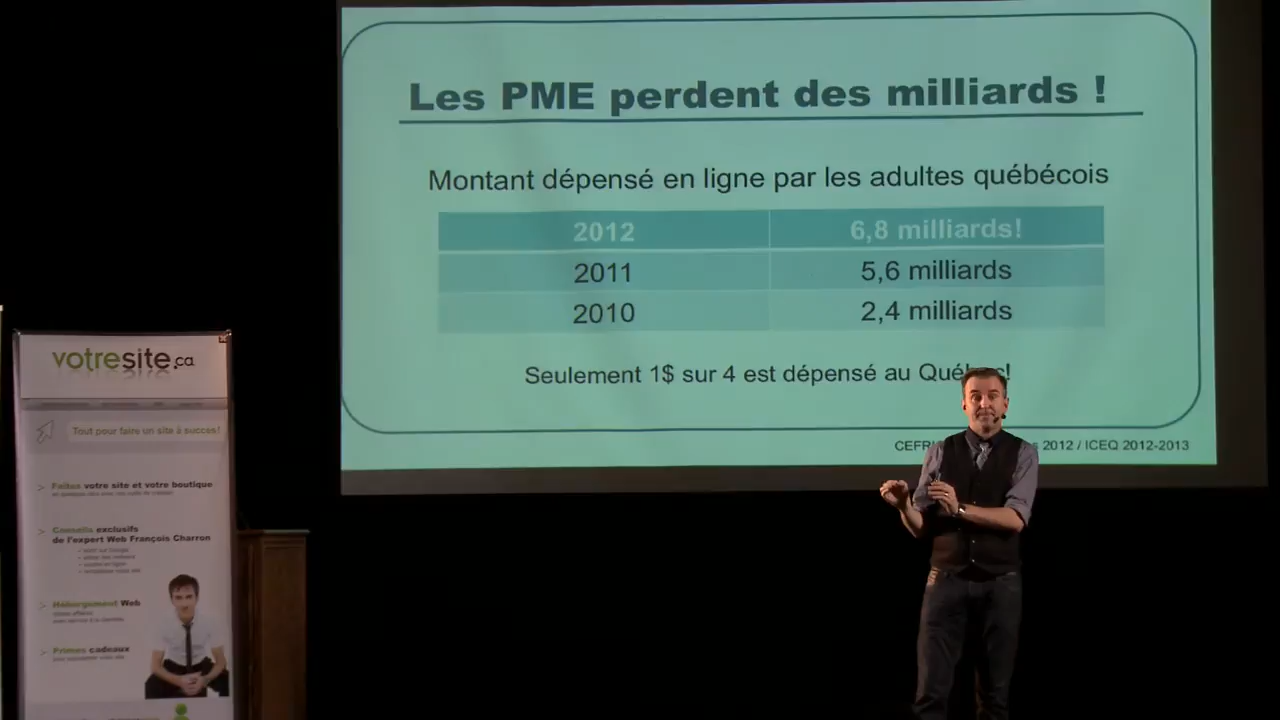 Les PME perdent des milliards !
Montant dépensé en ligne par les adultes québécois
2012 6,8 milliards!
2011 5,6 milliards
2010 2,4 milliards
Seulement 1$ sur 4 est dépensé au
2012 / ICEQ 2012-2013
votresite.ca
Tout pour faire un site à succès!
Faites votre site et votre boutique
Conseils exclusifs
de l'expert Web François Charron
Hébergement Web
Primes cadeaux